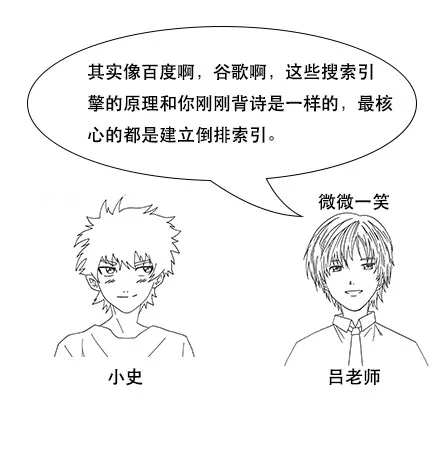 其实像百度啊，谷歌啊，这些搜索引
擎的原理和你刚刚背诗是一样的，最核
心的都是建立倒排索引。
微微一笑
小史
吕老师